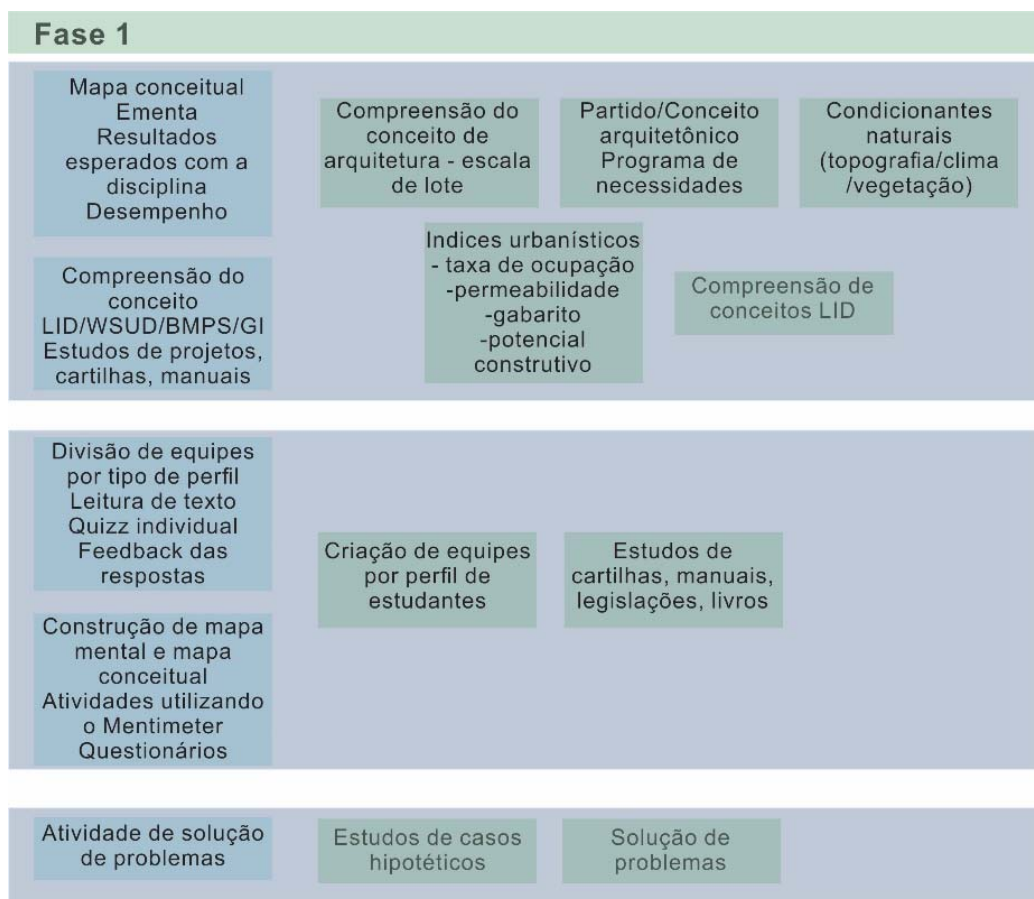 Fase 1
Mapa conceitual
Ementa
Resultados
esperados com a
disciplina
Desempenho
Compreensão do
conceito de
arquitetura - escala
de lote
Partido/Conceito
arquitetônico
Programa de
necessidades
Condicionantes
naturais
(topografia/clima
/vegetação)
Compreensão do
conceito
LID/WSUD/BMPS/GI
Estudos de projetos,
cartilhas, manuais
Indices urbanísticos
- taxa de ocupação
-permeabilidade
-gabarito
-potencial
construtivo
Compreensão de
conceitos LID
Divisão de equipes
por tipo de perfil
Leitura de texto
Quizz individual
Feedback das
respostas
Construção de mapa
mental e mapa
conceitual
Atividades utilizando
o Mentimeter
Questionários
Criação de equipes
por perfil de
estudantes
Estudos de
cartilhas, manuais,
legislações, livros
Atividade de solução
de problemas
Estudos de casos
hipotéticos
Solução de
problemas